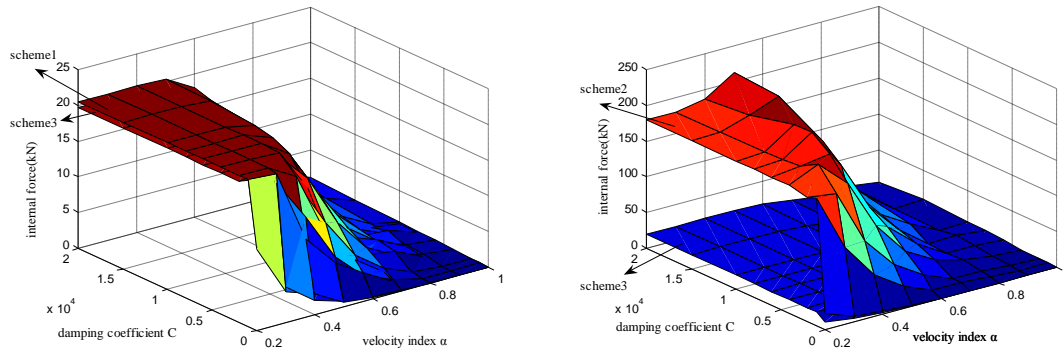 scheme1
scheme3
internal force(kN)
25
20
15
10
5
0
2
1.5
1
0.5
0
x 10^4
damping coefficient C
0.2
0.4
0.6
0.8
1
velocity index α
scheme2
scheme3
internal force(kN)
250
200
150
100
50
0
2
1.5
1
0.5
0
x 10^4
damping coefficient C
0.2
0.4
0.6
0.8
velocity index α